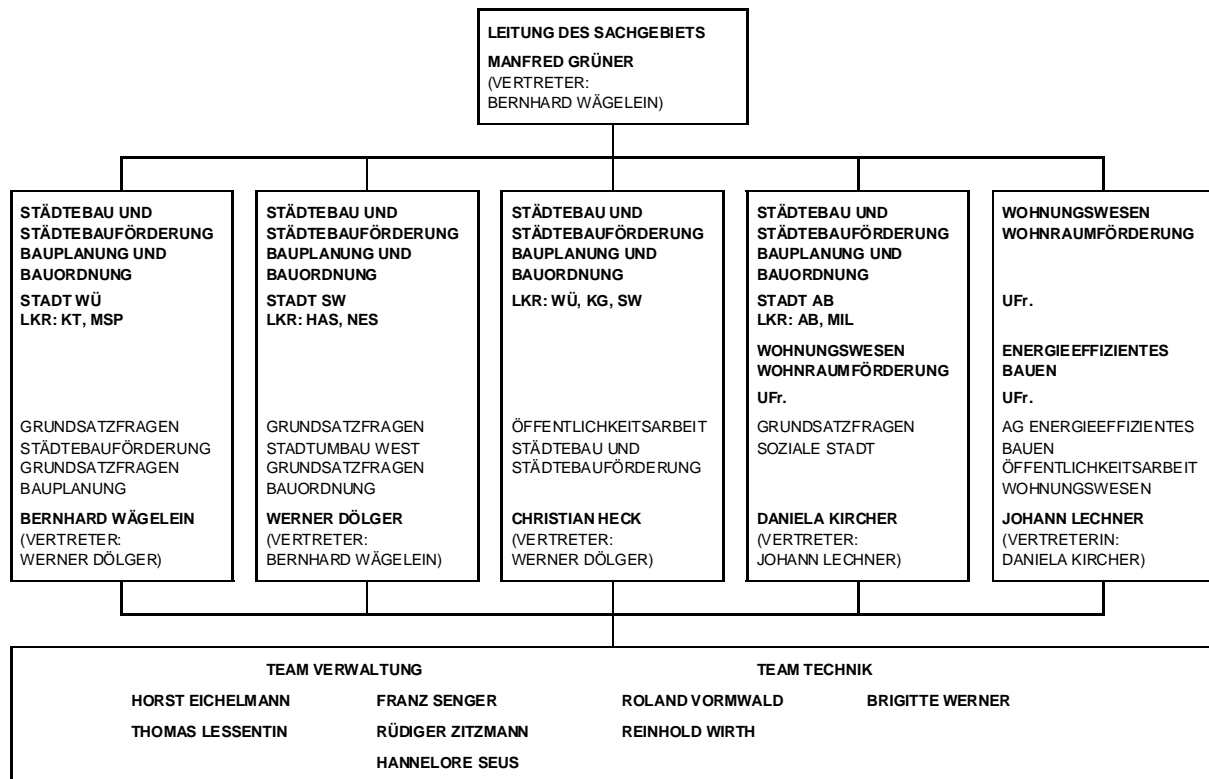 LEITUNG DES SACHGEBIETS
MANFRED GRÜNER
(VERTRETER:
BERNHARD WÄGELEIN)
STÄDTEBAU UND
STÄDTEBAUFÖRDERUNG
BAUPLANUNG UND
BAUORDNUNG
STADT WÜ
LKR: KT, MSP
GRUNDSATZFRAGEN
STÄDTEBAUFÖRDERUNG
GRUNDSATZFRAGEN
BAUPLANUNG
BERNHARD WÄGELEIN
(VERTRETER:
WERNER DÖLGER)
STÄDTEBAU UND
STÄDTEBAUFÖRDERUNG
BAUPLANUNG UND
BAUORDNUNG
STADT SW
LKR: HAS, NES
GRUNDSATZFRAGEN
STADTUMBAU WEST
GRUNDSATZFRAGEN
BAUORDNUNG
WERNER DÖLGER
(VERTRETER:
BERNHARD WÄGELEIN)
STÄDTEBAU UND
STÄDTEBAUFÖRDERUNG
BAUPLANUNG UND
BAUORDNUNG
LKR: WÜ, KG, SW
ÖFFENTLICHKEITSARBEIT
STÄDTEBAU UND
STÄDTEBAUFÖRDERUNG
CHRISTIAN HECK
(VERTRETER:
WERNER DÖLGER)
STÄDTEBAU UND
STÄDTEBAUFÖRDERUNG
BAUPLANUNG UND
BAUORDNUNG
STADT AB
LKR: AB, MIL
WOHNUNGSWESEN
WOHNRAUMFÖRDERUNG
UFr.
GRUNDSATZFRAGEN
SOZIALE STADT
DANIELA KIRCHER
(VERTRETER:
JOHANN LECHNER)
WOHNUNGSWESEN
WOHNRAUMFÖRDERUNG
UFr.
ENERGIEEFFIZIENTES
BAUEN
UFr.
AG ENERGIEEFFIZIENTES
BAUEN
ÖFFENTLICHKEITSARBEIT
WOHNUNGSWESEN
JOHANN LECHNER
(VERTRETERIN:
DANIELA KIRCHER)
TEAM VERWALTUNG
HORST EICHELMANN FRANZ SENGER
THOMAS LESSENTIN RÜDIGER ZITZMANN
HANNELORE SEUS
TEAM TECHNIK
ROLAND VORMWALD BRIGITTE WERNER
REINHOLD WIRTH